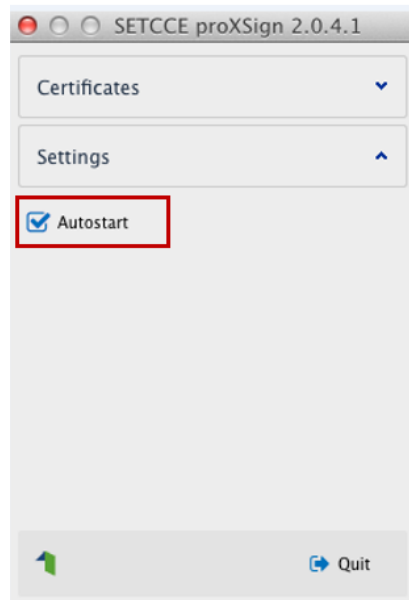 SETCCE proXSign 2.0.4.1
Certificates
Settings
Autostart
Quit